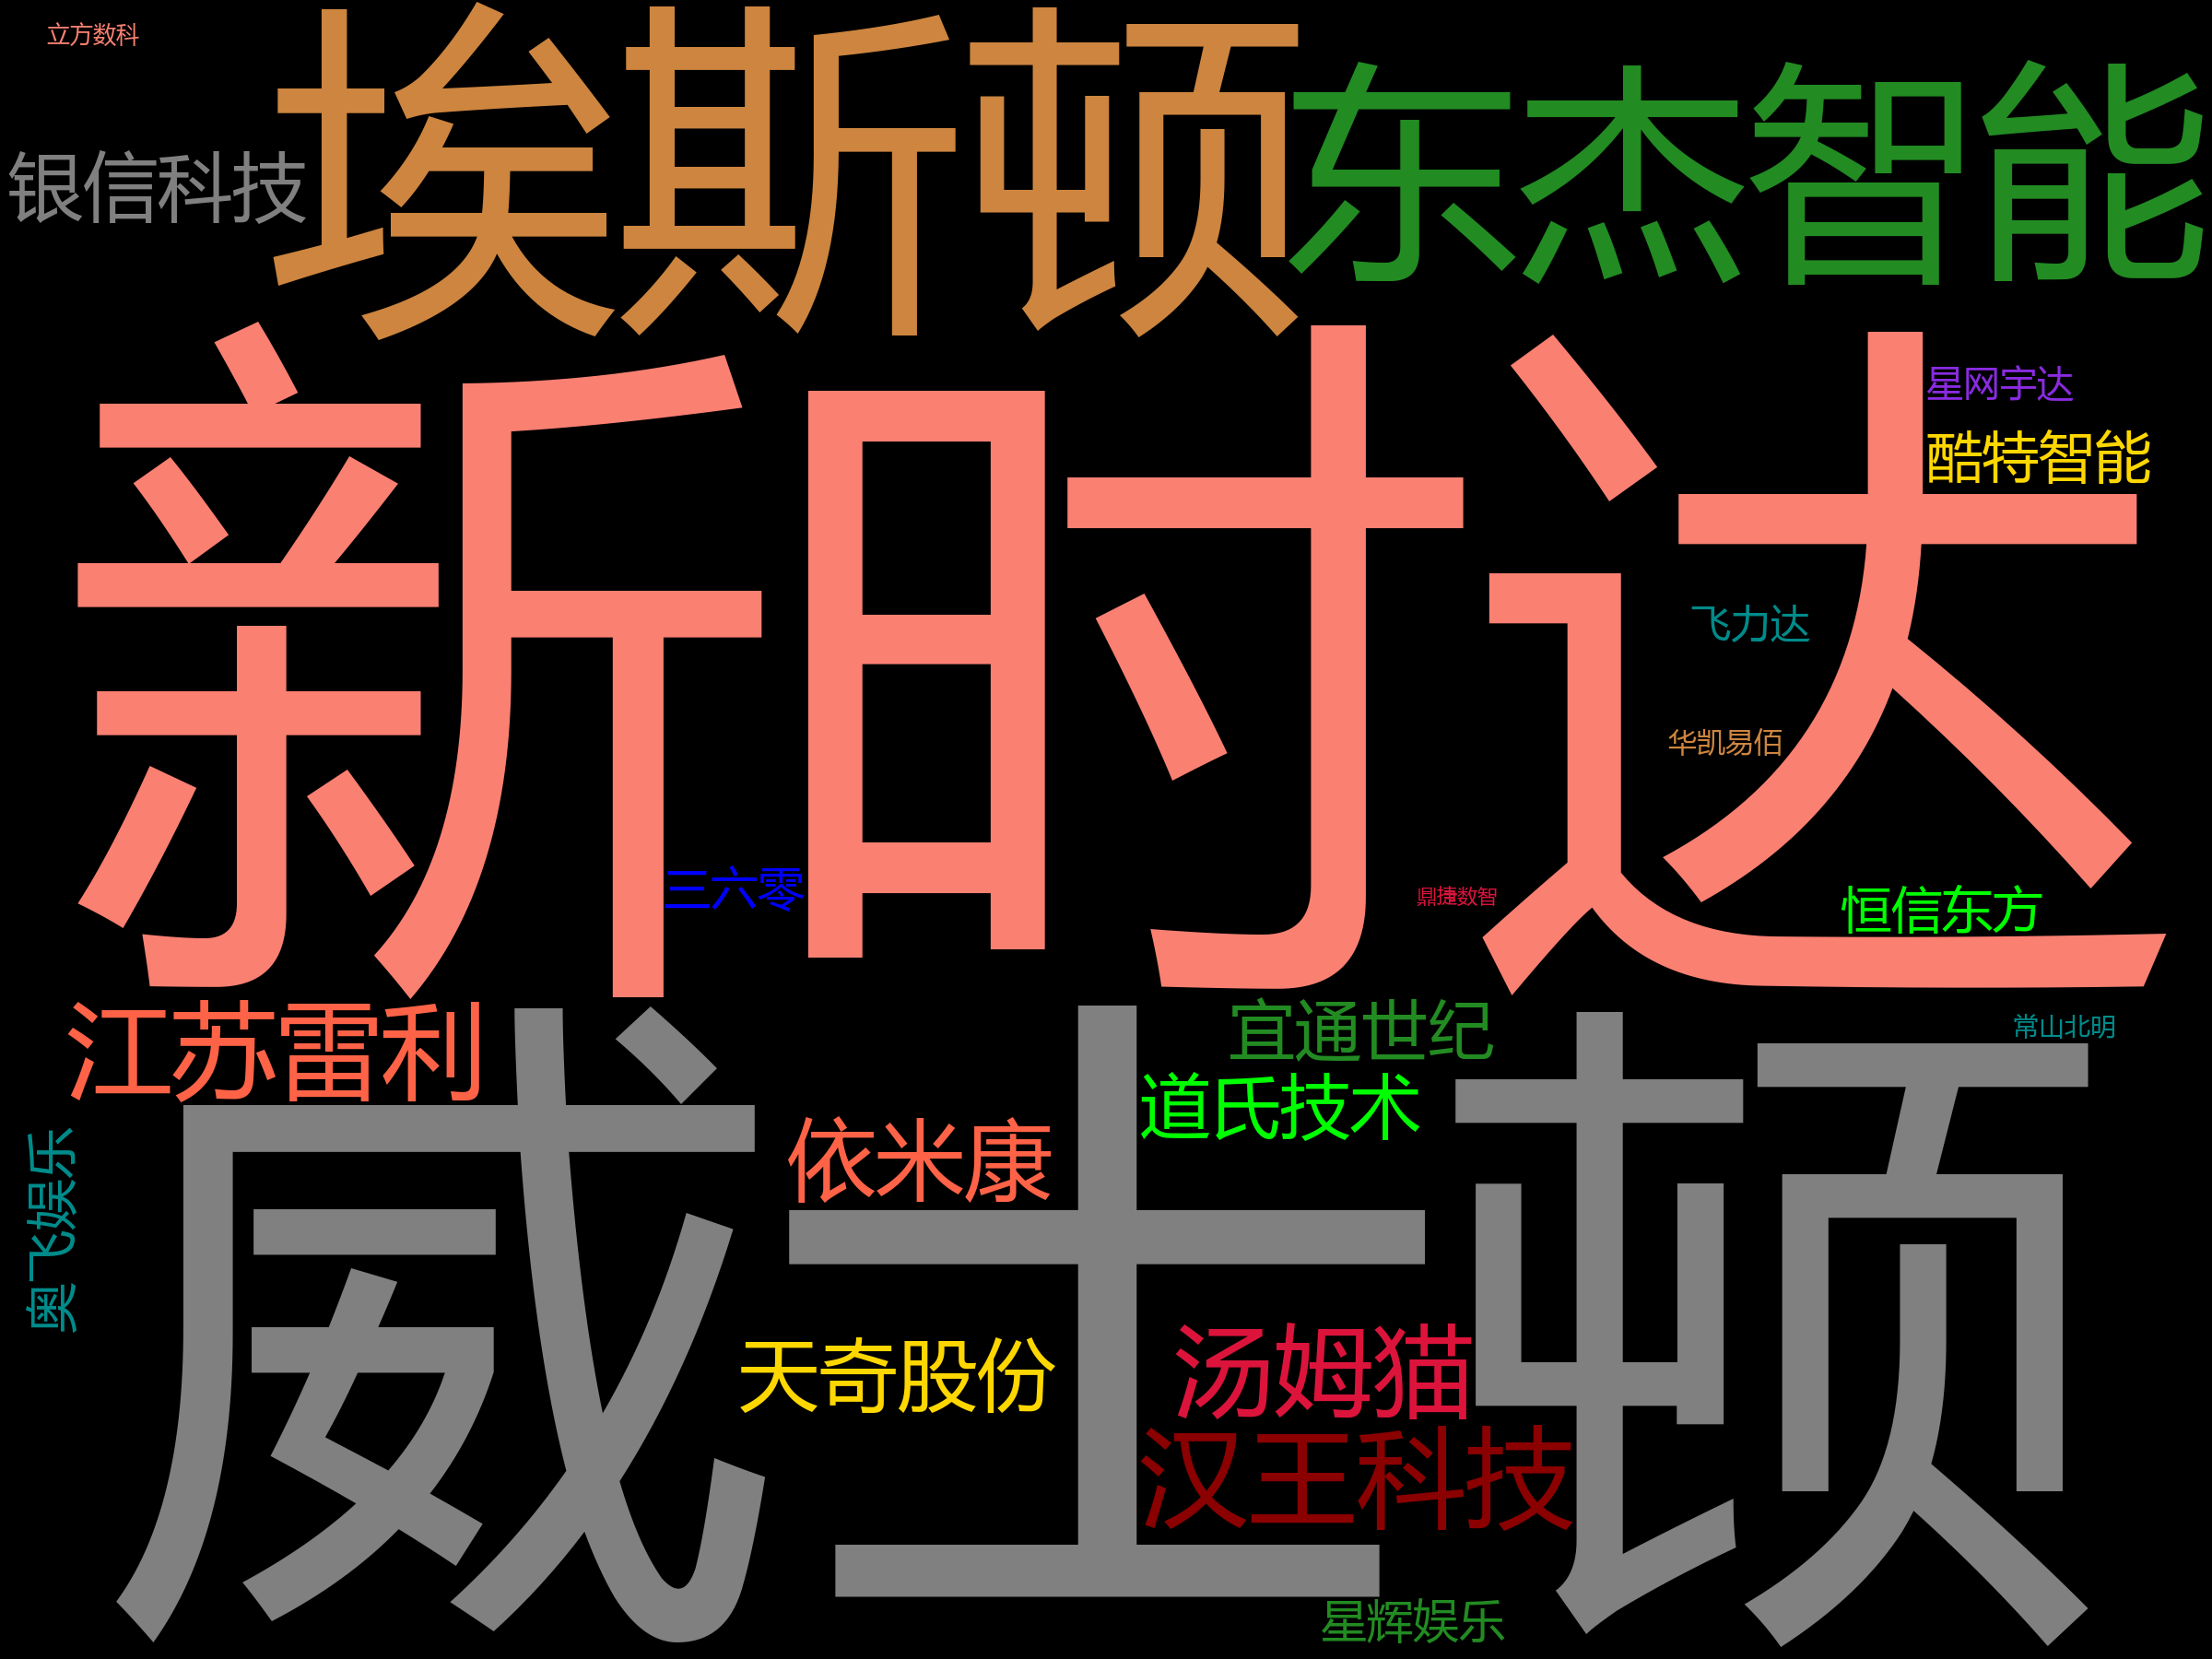 立方数科
埃斯顿
东杰智能
银信科技
新时达
星网宇达
酷特智能
飞力达
华凯易佰
三六零
鼎捷数智
恒信东方
江苏雷利
宜通世纪
常山北明
威士顿
道氏技术
依米康
奥飞娱乐
天奇股份
汤姆猫
汉王科技
星辉娱乐